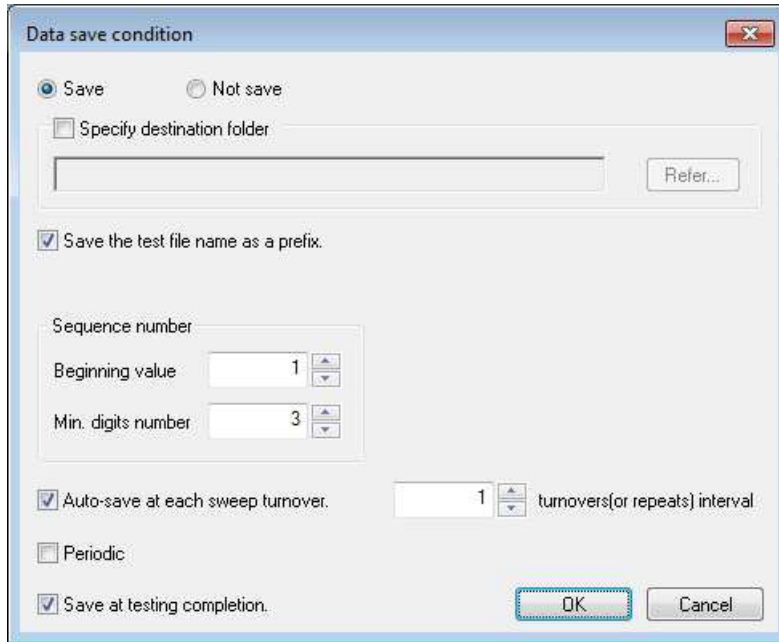 Data save condition
Save Not save
Specify destination folder
Refer...
Save the test file name as a prefix.
Sequence number
Beginning value 1
Min. digits number 3
Auto-save at each sweep turnover. 1 turnovers(or repeats) interval
Periodic
Save at testing completion. OK Cancel